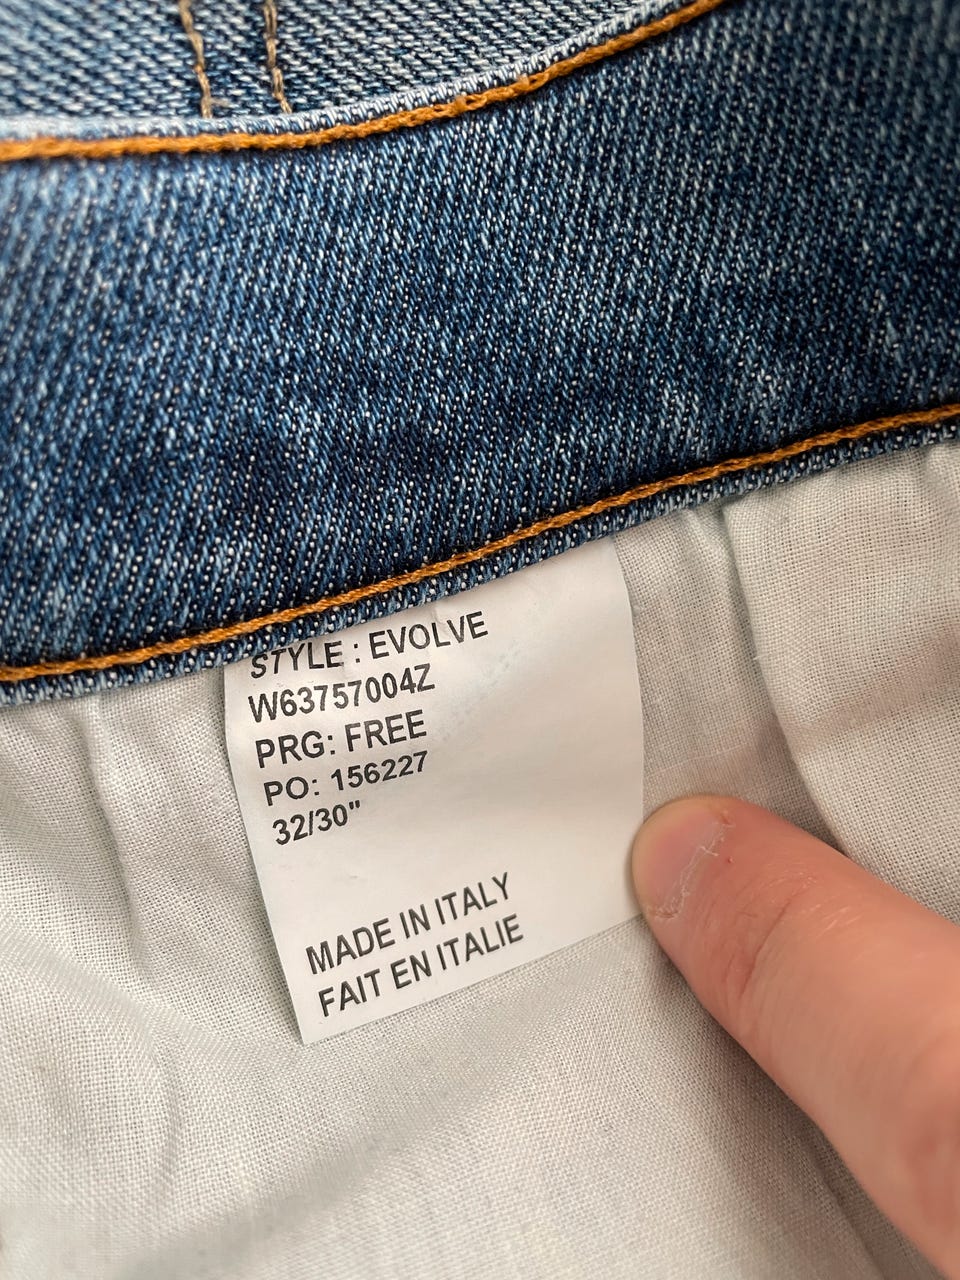 STYLE : EVOLVE
W63757004Z
PRG: FREE
PO: 156227
32/30"
MADE IN ITALY
FAIT EN ITALIE